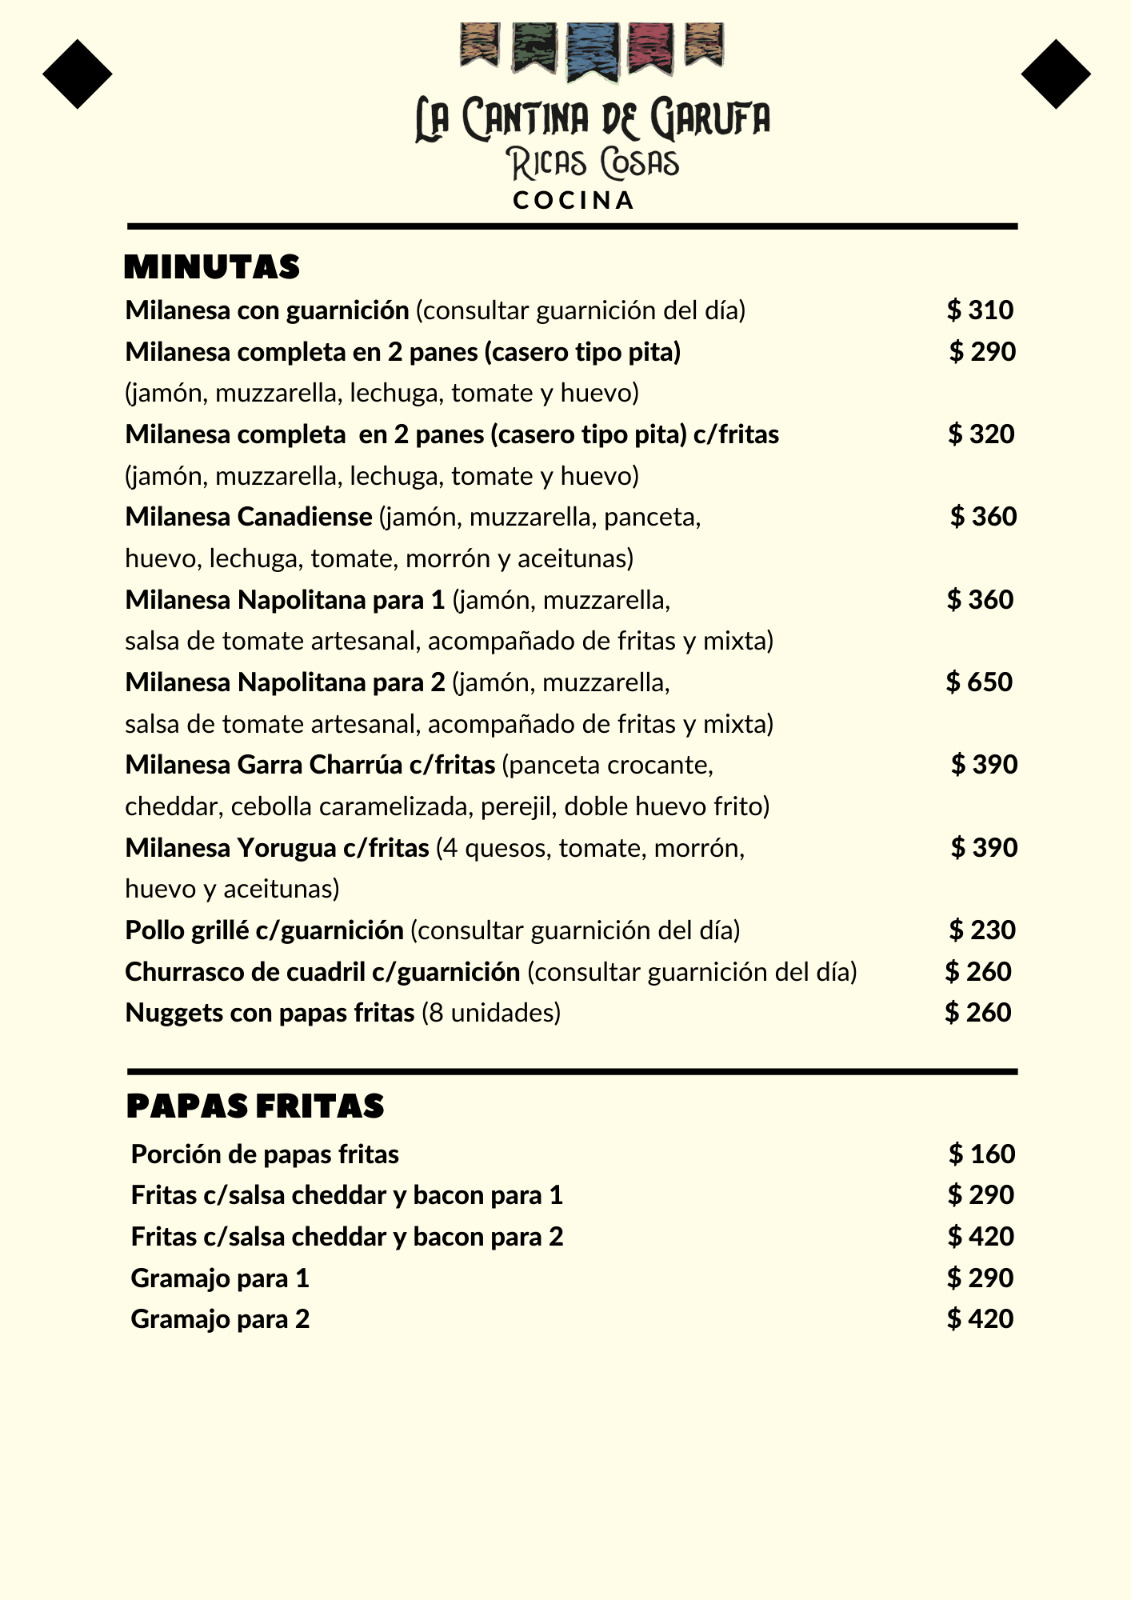 La Cantina de Garufa
Ricas Cosas
COCINA
MINUTAS
Milanesa con guarnición (consultar guarnición del día) $ 310
Milanesa completa en 2 panes (casero tipo pita) $ 290
(jamón, muzzarella, lechuga, tomate y huevo)
Milanesa completa en 2 panes (casero tipo pita) c/fritas $ 320
(jamón, muzzarella, lechuga, tomate y huevo)
Milanesa Canadiense (jamón, muzzarella, panceta, $ 360
huevo, lechuga, tomate, morrón y aceitunas)
Milanesa Napolitana para 1 (jamón, muzzarella, $ 360
salsa de tomate artesanal, acompañado de fritas y mixta)
Milanesa Napolitana para 2 (jamón, muzzarella, $ 650
salsa de tomate artesanal, acompañado de fritas y mixta)
Milanesa Garra Charrúa c/fritas (panceta crocante, $ 390
cheddar, cebolla caramelizada, perejil, doble huevo frito)
Milanesa Yorugua c/fritas (4 quesos, tomate, morrón, $ 390
huevo y aceitunas)
Pollo grillé c/guarnición (consultar guarnición del día) $ 230
Churrasco de cuadril c/guarnición (consultar guarnición del día) $ 260
Nuggets con papas fritas (8 unidades) $ 260
PAPAS FRITAS
Porción de papas fritas $ 160
Fritas c/salsa cheddar y bacon para 1 $ 290
Fritas c/salsa cheddar y bacon para 2 $ 420
Gramajo para 1 $ 290
Gramajo para 2 $ 420